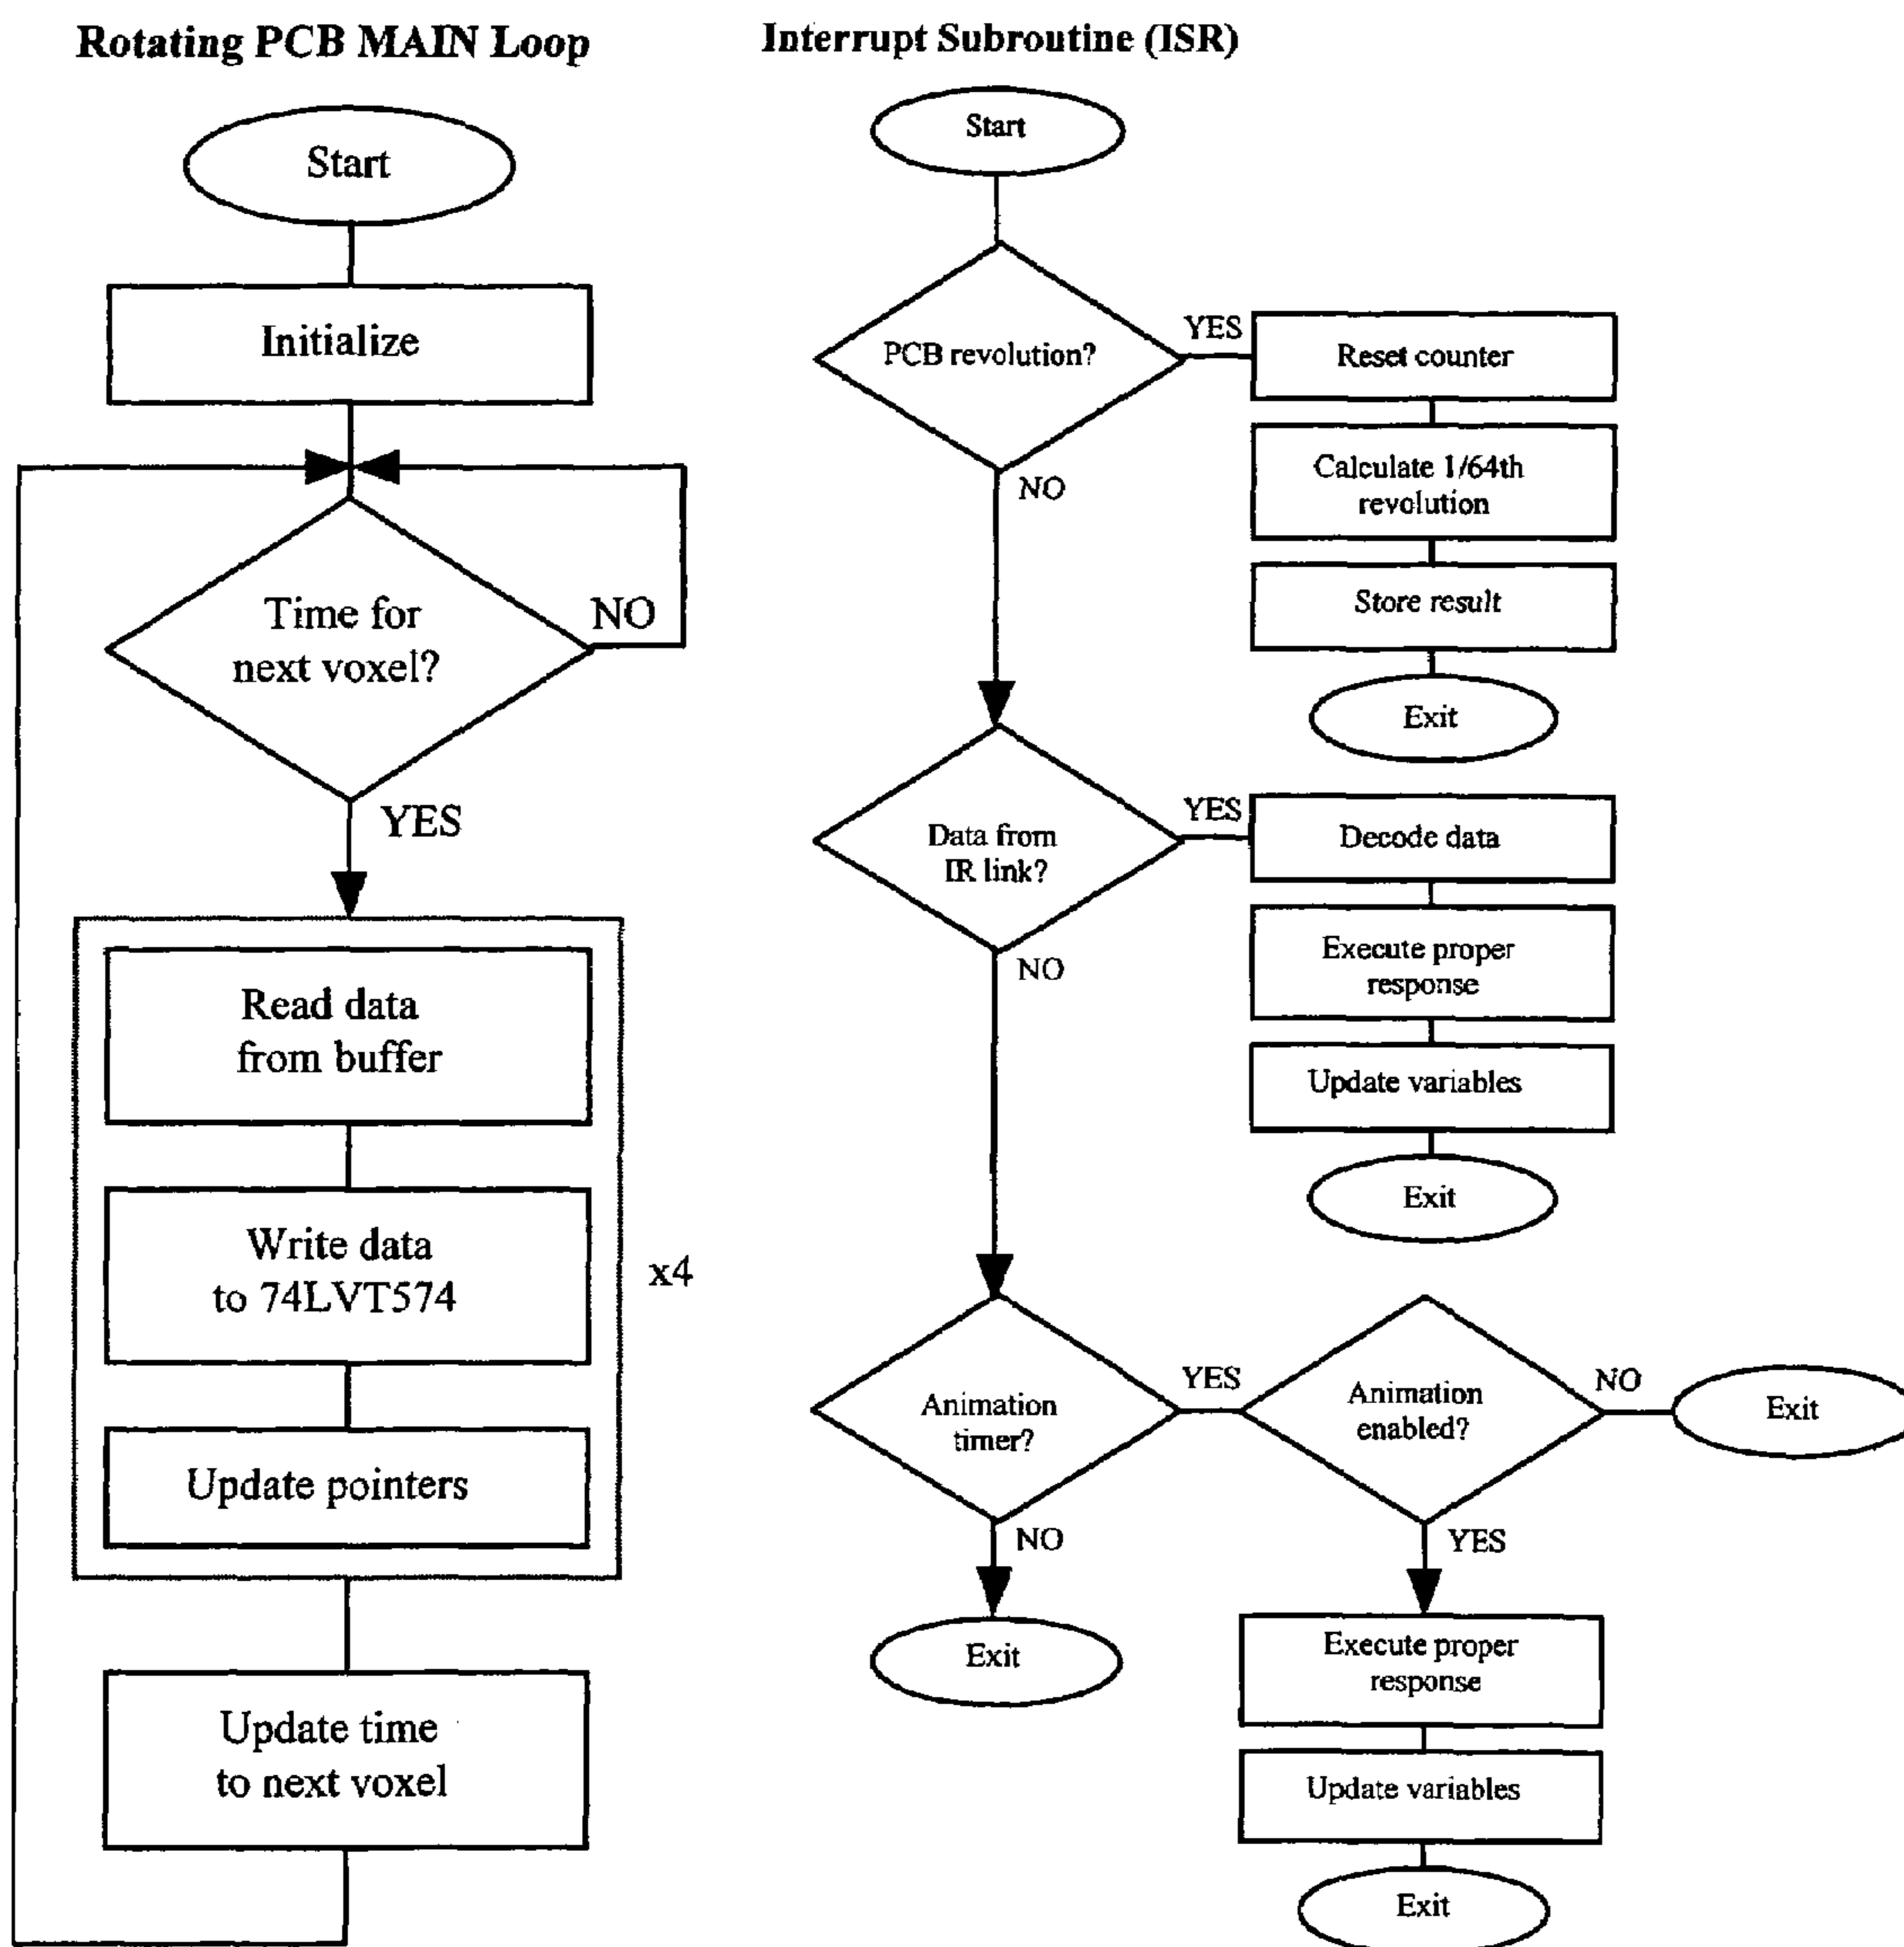 Rotating PCB MAIN Loop
Start
Initialize
Time for
next voxel?
NO
YES
Read data
from buffer
Write data
to 74LVT574
Update pointers
x4
Update time
to next voxel
Interrupt Subroutine (ISR)
Start
PCB revolution?
YES
Reset counter
Calculate 1/64th
revolution
Store result
Exit
NO
Data from
IR link?
YES
Decode data
Execute proper
response
Update variables
Exit
NO
Animation
timer?
YES
Animation
enabled?
NO
Exit
NO
Exit
YES
Execute proper
response
Update variables
Exit